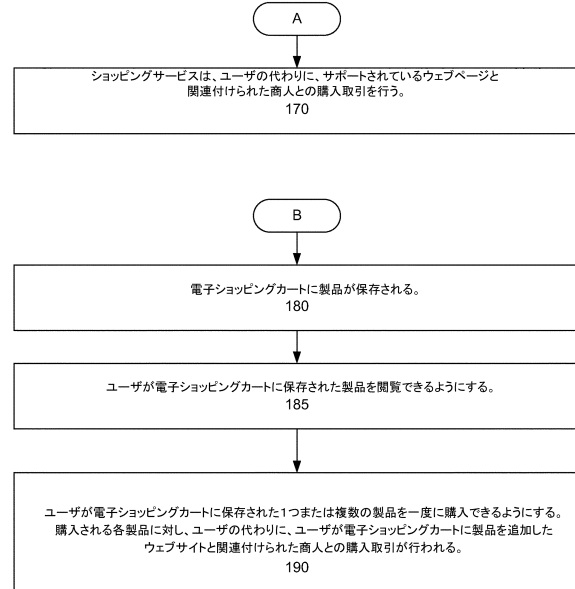 A
ショッピングサービスは、ユーザの代わりに、サポートされているウェブページと
関連付けられた商人との購入取引を行う。
170
B
電子ショッピングカートに製品が保存される。
180
ユーザが電子ショッピングカートに保存された製品を閲覧できるようにする。
185
ユーザが電子ショッピングカートに保存された1つまたは複数の製品を一度に購入できるようにする。
購入される各製品に対し、ユーザの代わりに、ユーザが電子ショッピングカートに製品を追加した
ウェブサイトと関連付けられた商人との購入取引が行われる。
190